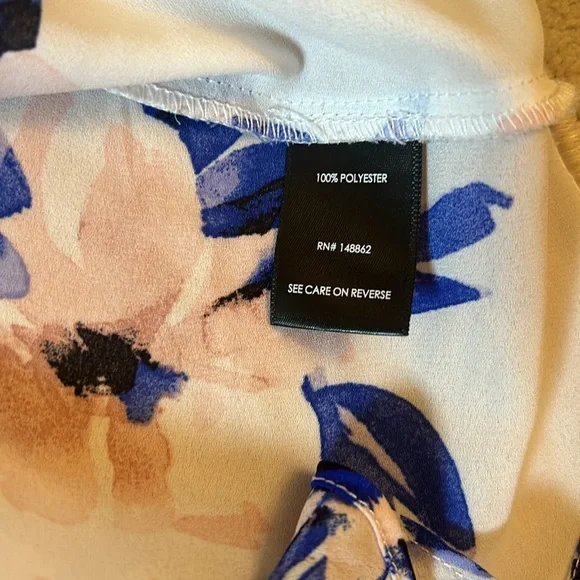 100% POLYESTER
RN# 148862
SEE CARE ON REVERSE